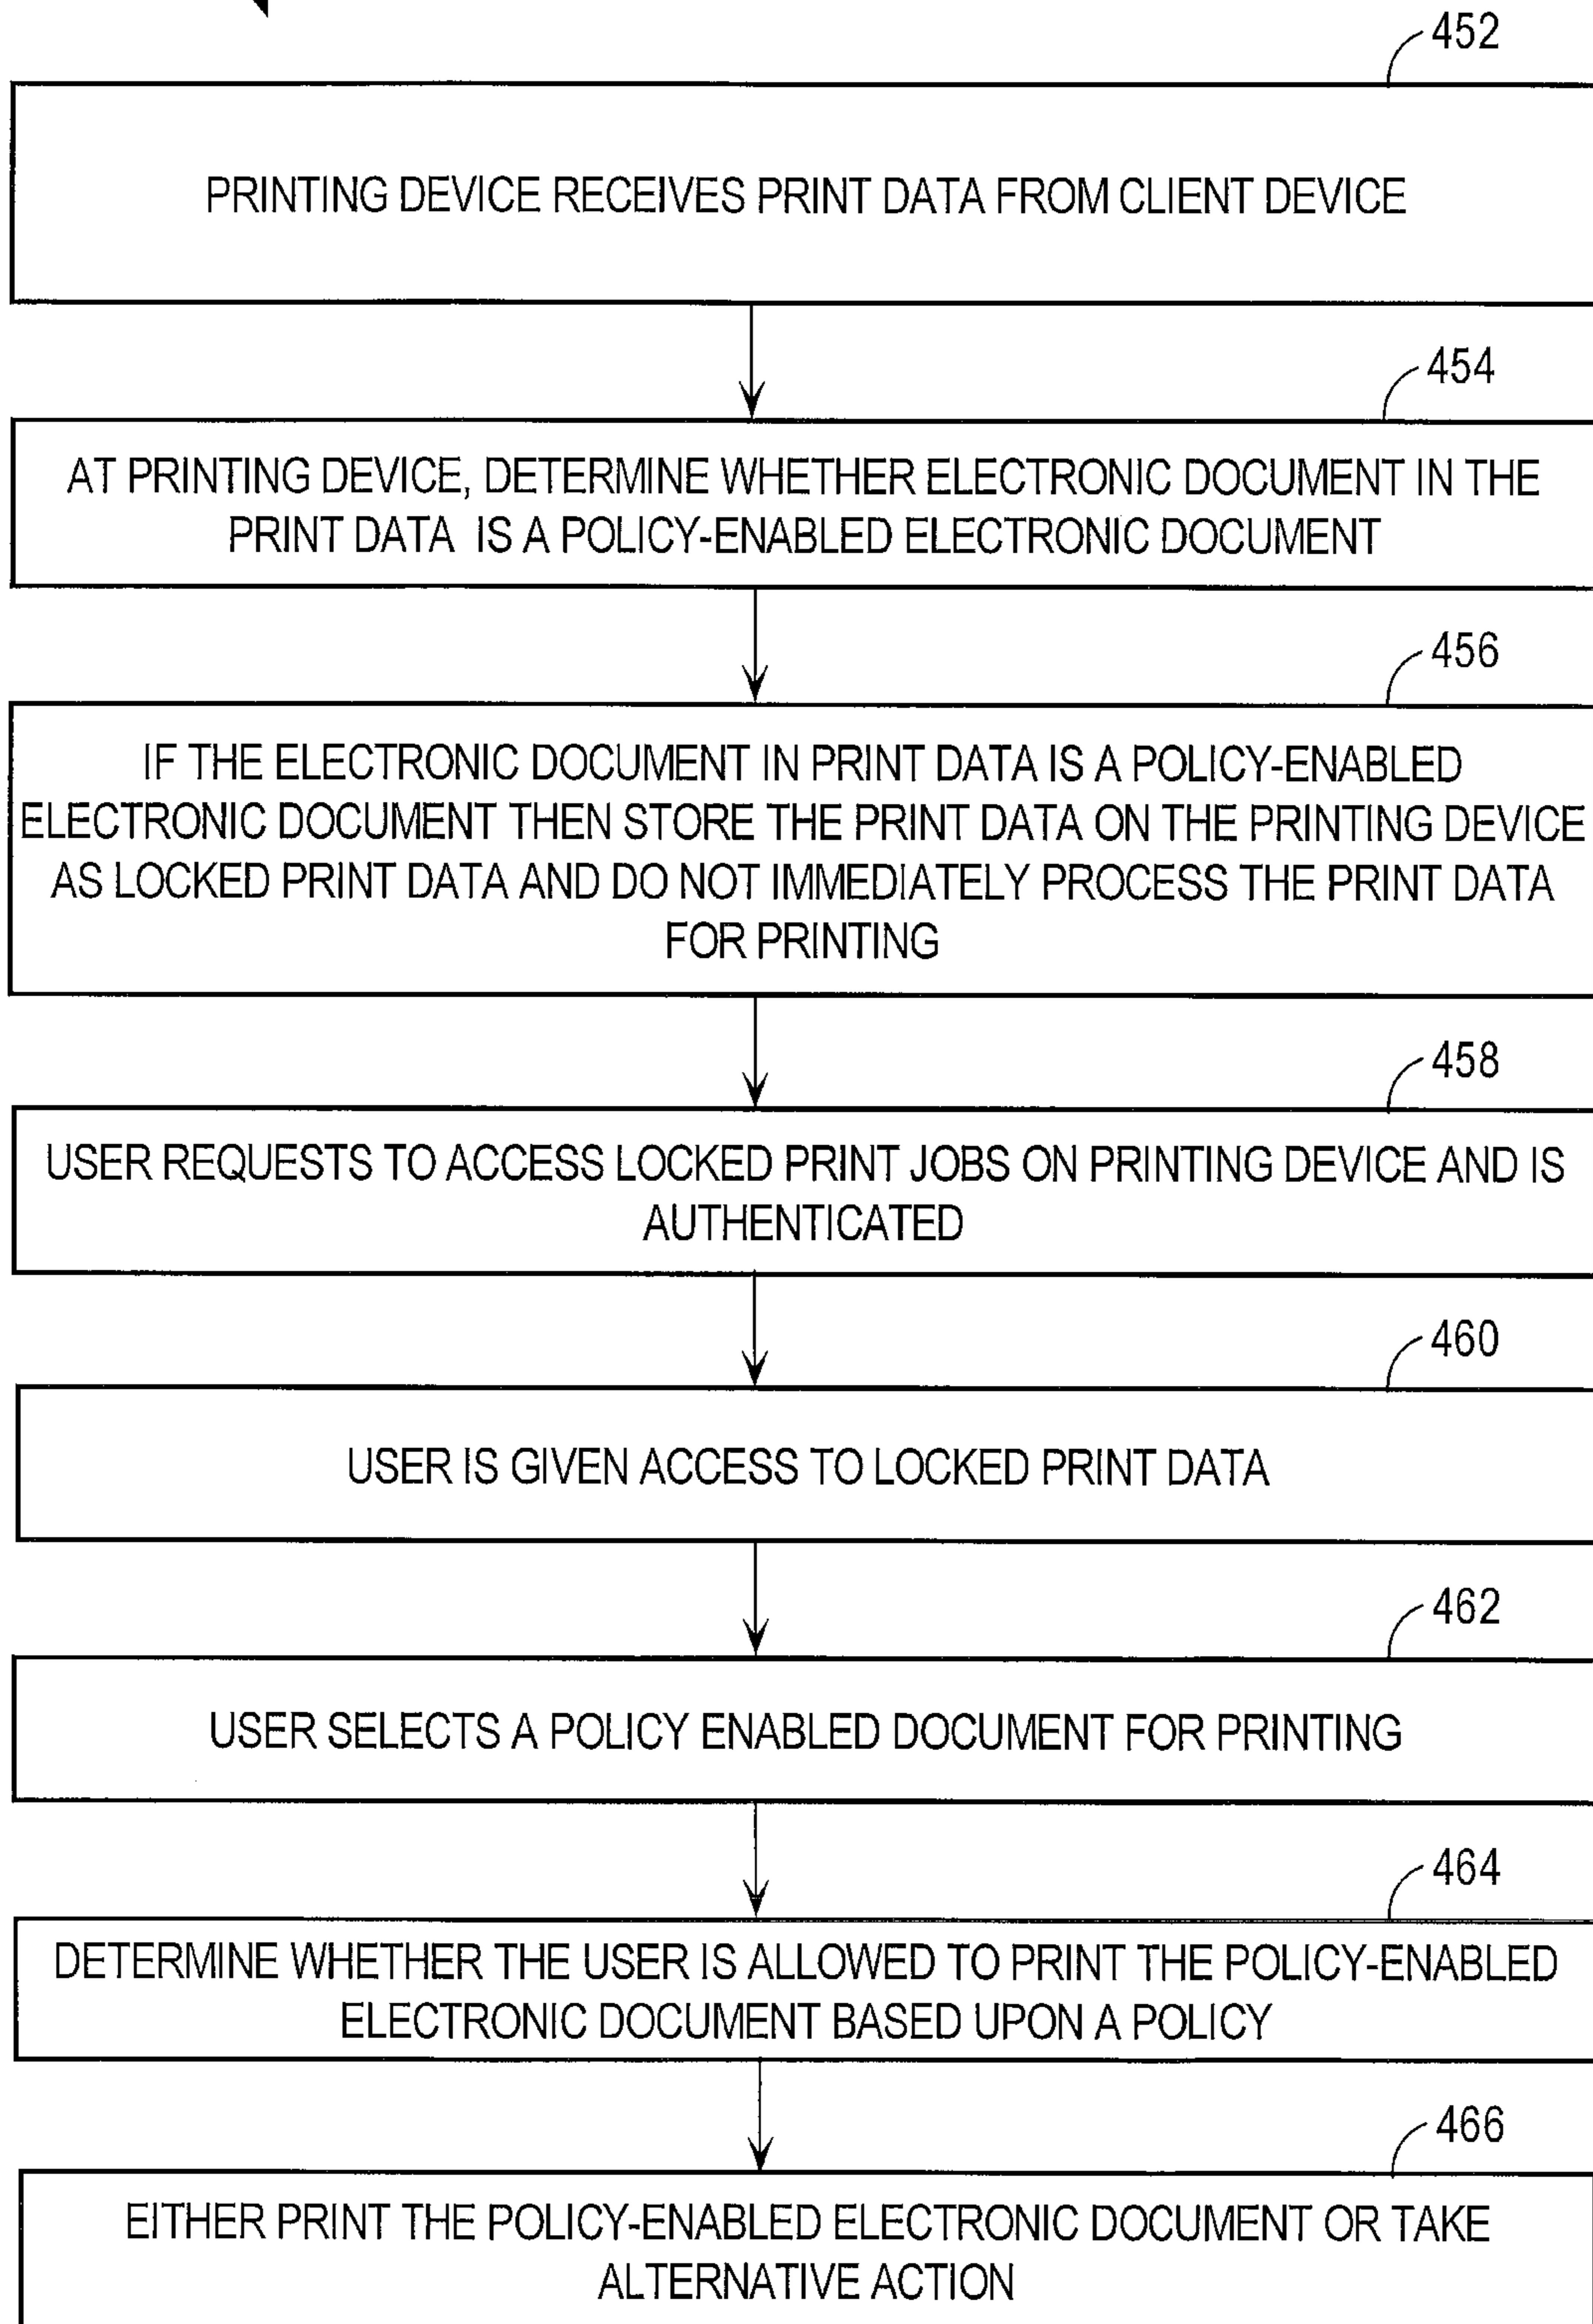 452
PRINTING DEVICE RECEIVES PRINT DATA FROM CLIENT DEVICE
454
AT PRINTING DEVICE, DETERMINE WHETHER ELECTRONIC DOCUMENT IN THE
PRINT DATA IS A POLICY-ENABLED ELECTRONIC DOCUMENT
456
IF THE ELECTRONIC DOCUMENT IN PRINT DATA IS A POLICY-ENABLED
ELECTRONIC DOCUMENT THEN STORE THE PRINT DATA ON THE PRINTING DEVICE
AS LOCKED PRINT DATA AND DO NOT IMMEDIATELY PROCESS THE PRINT DATA
FOR PRINTING
458
USER REQUESTS TO ACCESS LOCKED PRINT JOBS ON PRINTING DEVICE AND IS
AUTHENTICATED
460
USER IS GIVEN ACCESS TO LOCKED PRINT DATA
462
USER SELECTS A POLICY ENABLED DOCUMENT FOR PRINTING
464
DETERMINE WHETHER THE USER IS ALLOWED TO PRINT THE POLICY-ENABLED
ELECTRONIC DOCUMENT BASED UPON A POLICY
466
EITHER PRINT THE POLICY-ENABLED ELECTRONIC DOCUMENT OR TAKE
ALTERNATIVE ACTION